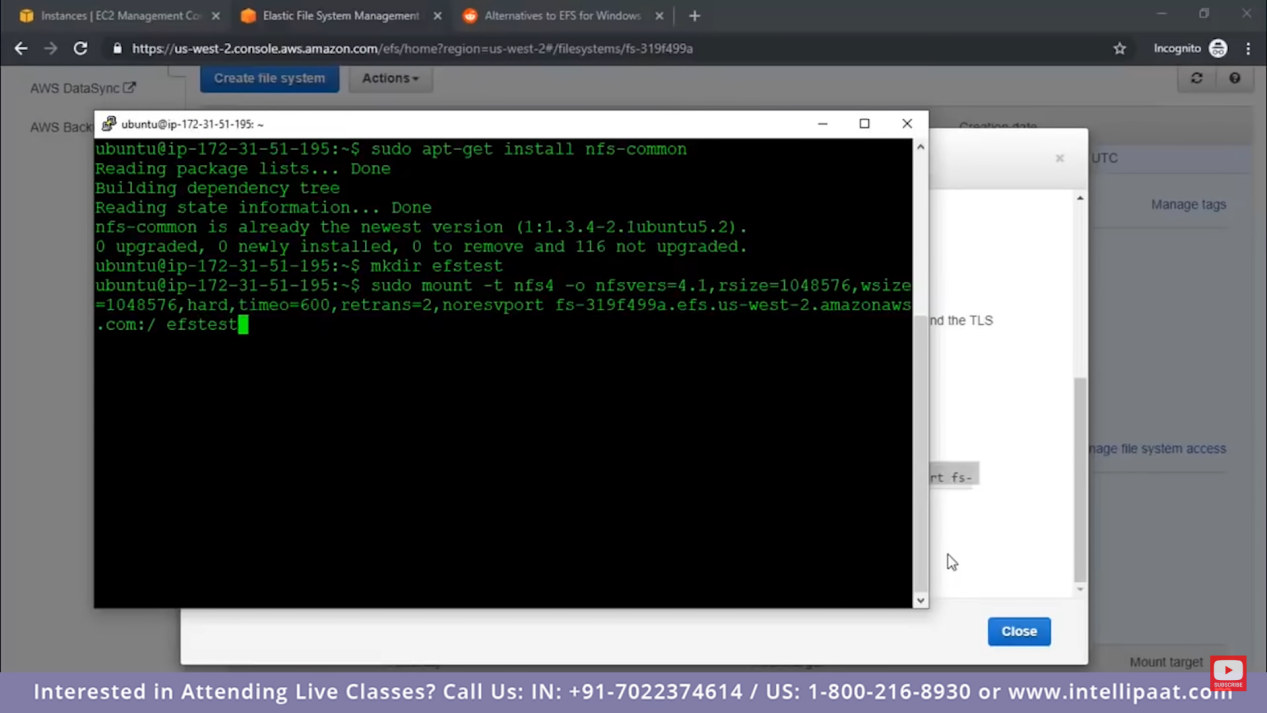 Instances | EC2 Management Co
Elastic File System Management
Alternatives to EFS for Windows
https://us-west-2.console.aws.amazon.com/efs/home?region=us-west-2#/filesystems/fs-319f499a
Incognito
AWS DataSync
Create file system
Actions
AWS Back
Creation date
UTC
Manage tags
ubuntu@ip-172-31-51-195: ~
ubuntu@ip-172-31-51-195:~$ sudo apt-get install nfs-common
Reading package lists... Done
Building dependency tree
Reading state information... Done
nfs-common is already the newest version (1:1.3.4-2.1ubuntu5.2).
0 upgraded, 0 newly installed, 0 to remove and 116 not upgraded.
ubuntu@ip-172-31-51-195:~$ mkdir efstest
ubuntu@ip-172-31-51-195:~$ sudo mount -t nfs4 -o nfsvers=4.1,rsize=1048576,wsize
=1048576,hard,timeo=600,retrans=2,noresvport fs-319f499a.efs.us-west-2.amazonaws
.com:/ efstest
nd the TLS
nage file system access
rt fs-
Close
Mount target
SUBSCRIBE
Interested in Attending Live Classes? Call Us: IN: +91-7022374614 / US: 1-800-216-8930 or www.intellipaat.com